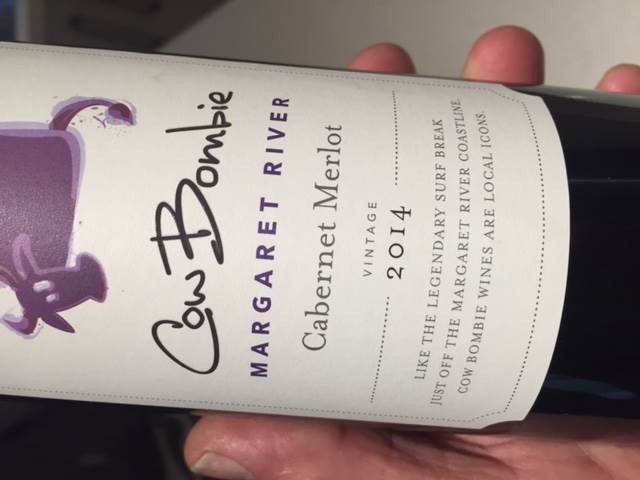 Cow Bombie
MARGARET RIVER
Cabernet Merlot
VINTAGE
2014
LIKE THE LEGENDARY SURF BREAK
JUST OFF THE MARGARET RIVER COASTLINE
COW BOMBIE WINES ARE LOCAL ICONS.